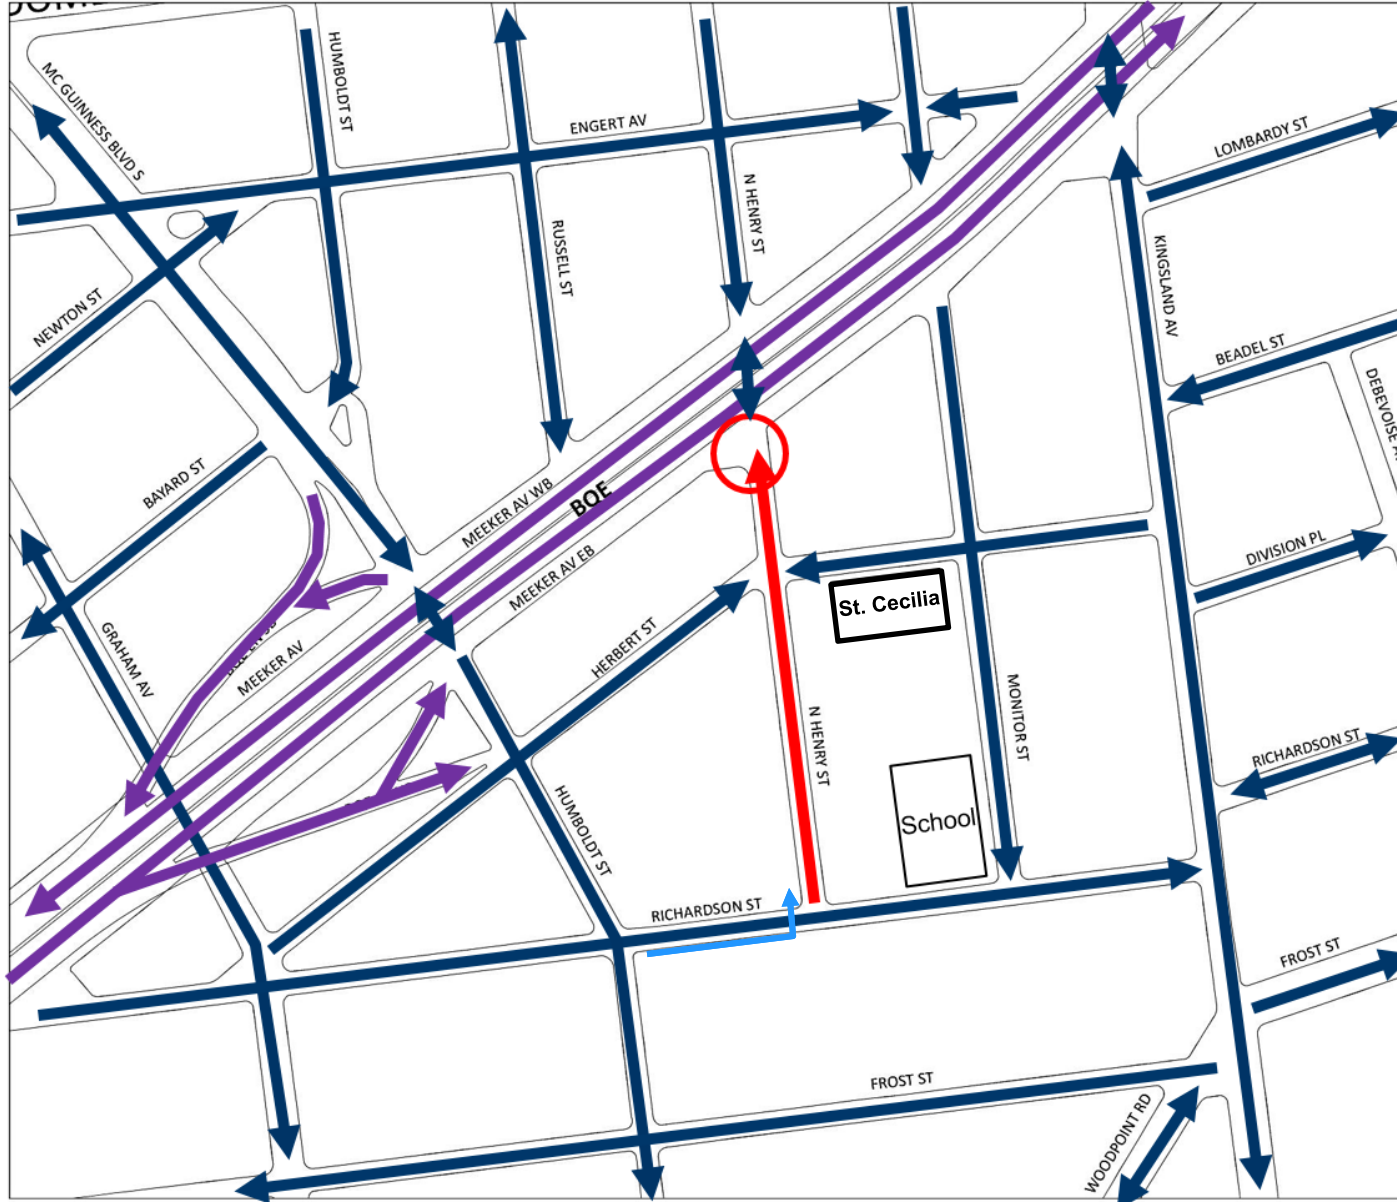 MC GUINNESS BLVD S
HUMBOLDT ST
ENGERT AV
LOMBARDY ST
N HENRY ST
RUSSELL ST
KINGSLAND AV
NEWTON ST
BEADEL ST
BAYARD ST
MEEKER AV WB
BQE
DIVISION PL
MEEKER AV EB
St. Cecilia
HERBERT ST
GRAHAM AV
MEEKER AV
MONITOR ST
N HENRY ST
RICHARDSON ST
HUMBOLDT ST
School
RICHARDSON ST
FROST ST
FROST ST
WOODPOINT RD